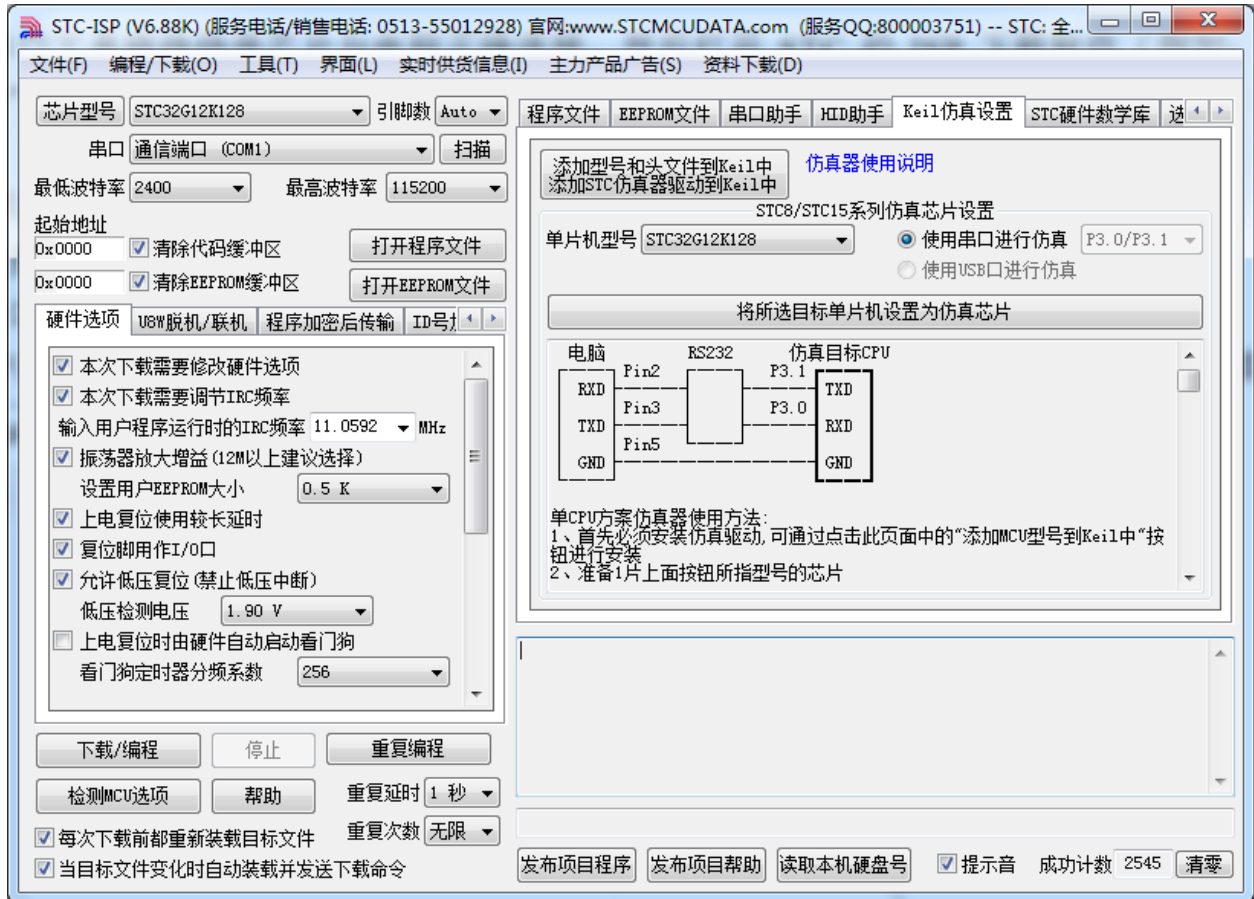 STC-ISP (V6.88K) (服务电话/销售电话: 0513-55012928) 官网:www.STCMCUDATA.com (服务QQ:800003751) -- STC: 全...
文件(F) 编程/下载(O) 工具(T) 界面(L) 实时供货信息(I) 主力产品广告(S) 资料下载(D)
芯片型号 STC32G12K128 引脚数 Auto
串口 通信端口 (COM1) 扫描
最低波特率 2400 最高波特率 115200
起始地址
0x0000 清除代码缓冲区 打开程序文件
0x0000 清除EEPROM缓冲区 打开EEPROM文件
硬件选项 U8W脱机/联机 程序加密后传输 ID号
本次下载需要修改硬件选项
本次下载需要调节IRC频率
输入用户程序运行时的IRC频率 11.0592 MHz
振荡器放大增益(12M以上建议选择)
设置用户EEPROM大小 0.5 K
上电复位使用较长延时
复位脚用作I/O口
允许低压复位(禁止低压中断)
低压检测电压 1.90 V
上电复位时由硬件自动启动看门狗
看门狗定时器分频系数 256
下载/编程 停止 重复编程
检测MCU选项 帮助 重复延时 1 秒
每次下载前都重新装载目标文件 重复次数 无限
当目标文件变化时自动装载并发送下载命令
程序文件 EEPROM文件 串口助手 HID助手 Keil仿真设置 STC硬件数学库 选
添加型号和头文件到Keil中
添加STC仿真器驱动到Keil中
仿真器使用说明
STC8/STC15系列仿真芯片设置
单片机型号 STC32G12K128 使用串口进行仿真 P3.0/P3.1
使用USB口进行仿真
将所选目标单片机设置为仿真芯片
电脑 RS232 仿真目标CPU
RXD Pin2 P3.1 TXD
TXD Pin3 P3.0 RXD
GND Pin5 GND
单CPU方案仿真器使用方法:
1、首先必须安装仿真驱动,可通过点击此页面中的“添加MCU型号到Keil中“按
钮进行安装
2、准备1片上面按钮所指型号的芯片
发布项目程序 发布项目帮助 读取本机硬盘号 提示音 成功计数 2545 清零